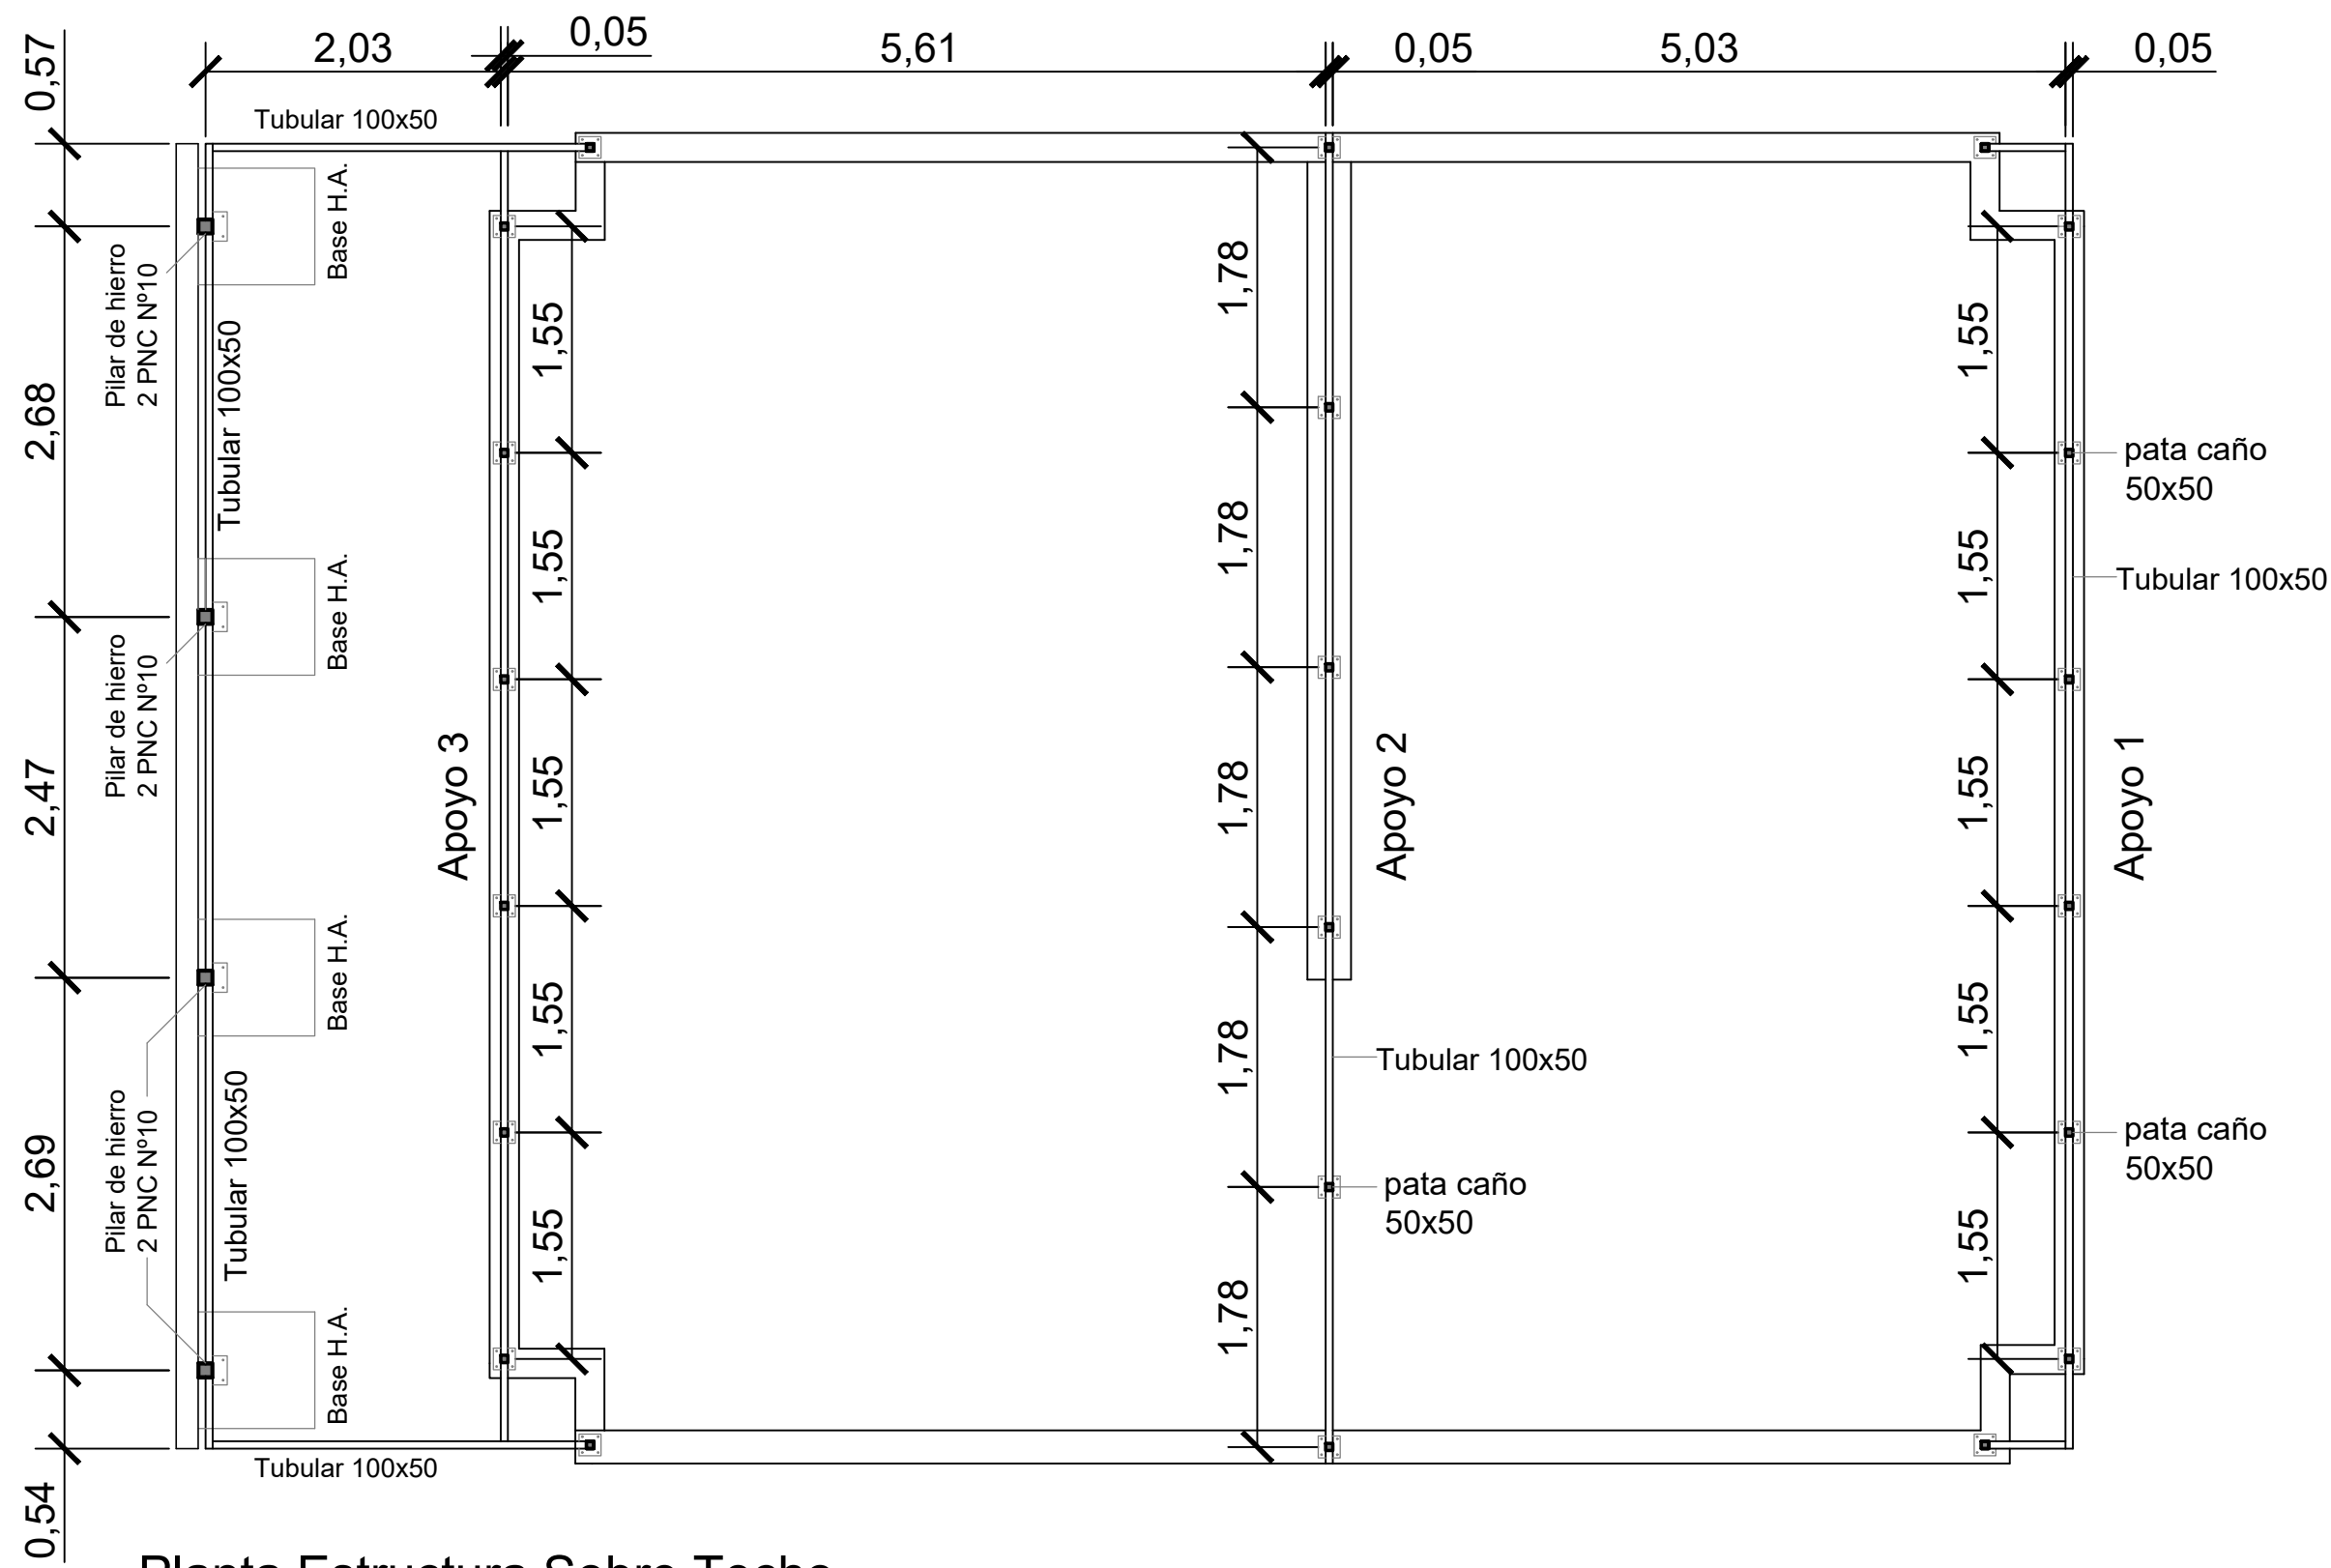 0,57
2,03
0,05
5,61
0,05
5,03
0,05
Tubular 100x50
Base H.A.
Pilar de hierro
2 PNC Nº10
Tubular 100x50
2,68
1,55
1,78
1,55
pata caño
50x50
1,55
1,78
1,55
Tubular 100x50
Base H.A.
Pilar de hierro
2 PNC Nº10
2,47
Apoyo 3
1,55
1,78
Apoyo 2
1,55
Apoyo 1
Base H.A.
1,55
1,78
1,55
Tubular 100x50
Pilar de hierro
2 PNC Nº10
Tubular 100x50
2,69
pata caño
50x50
pata caño
50x50
1,55
1,78
1,55
Base H.A.
Tubular 100x50
0,54
Planta Estructura Sobre Techo